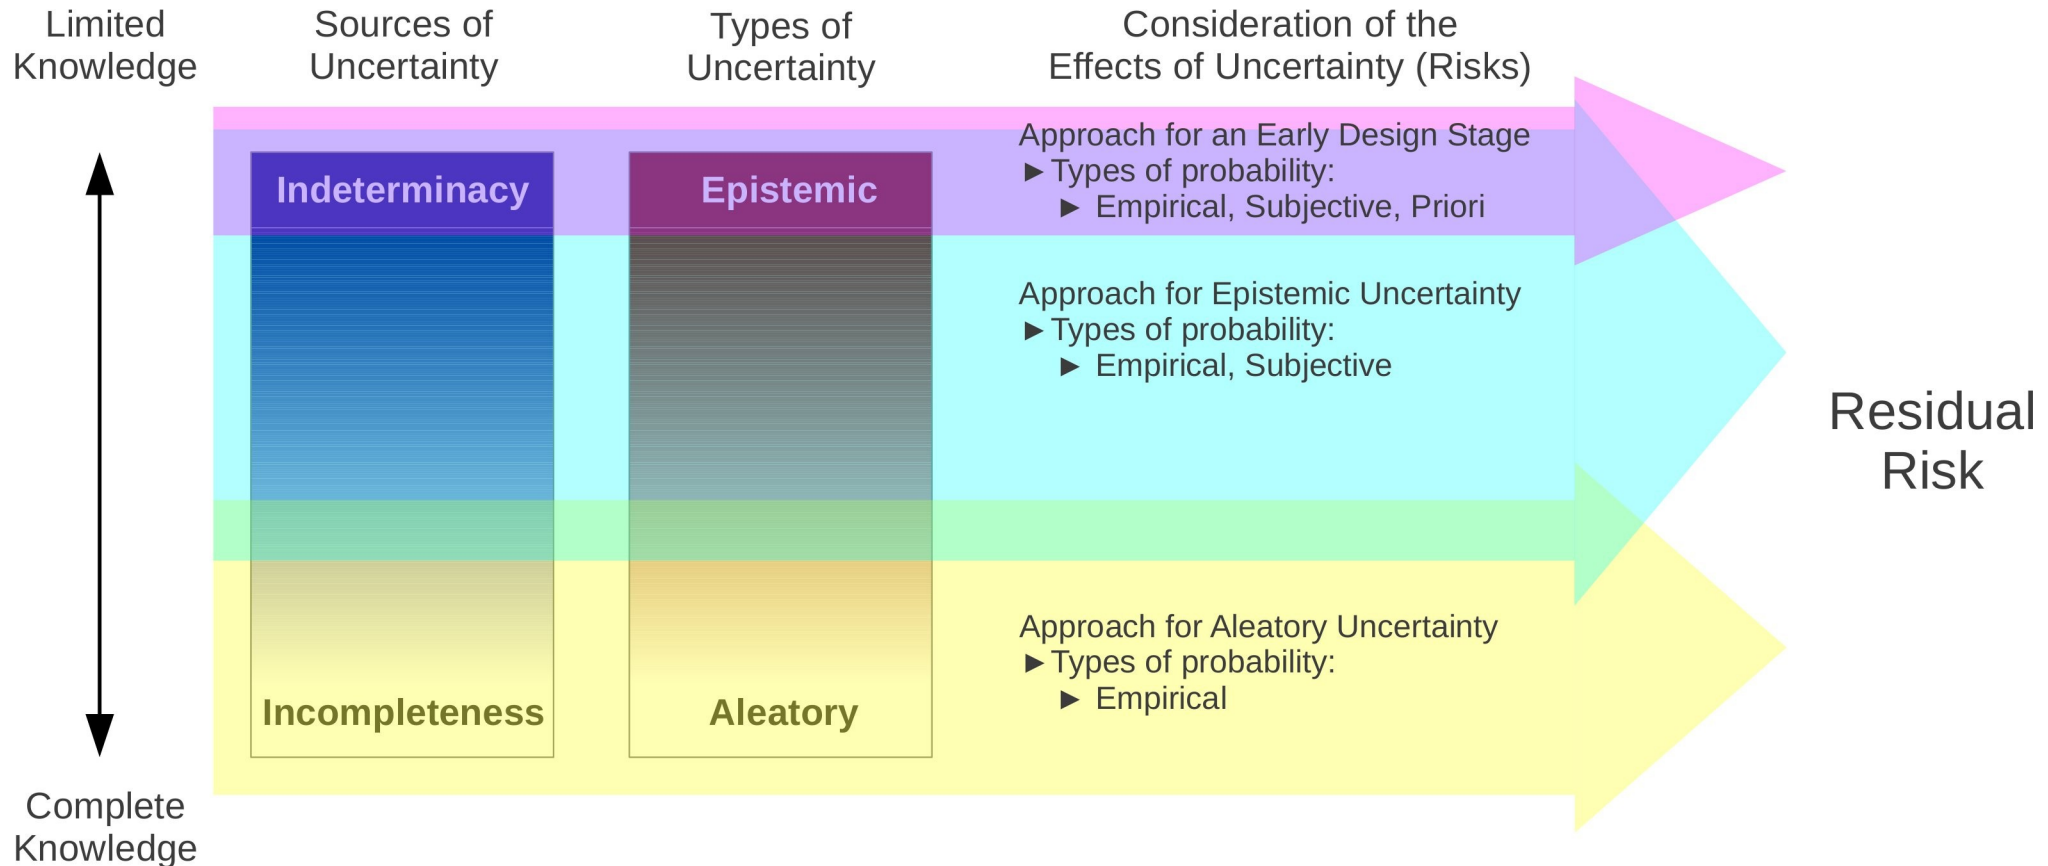 Limited
Knowledge
Sources of
Uncertainty
Types of
Uncertainty
Consideration of the
Effects of Uncertainty (Risks)
Indeterminacy
Epistemic
Approach for an Early Design Stage
►Types of probability:
► Empirical, Subjective, Priori
Approach for Epistemic Uncertainty
►Types of probability:
► Empirical, Subjective
Residual
Risk
Approach for Aleatory Uncertainty
►Types of probability:
► Empirical
Incompleteness
Aleatory
Complete
Knowledge